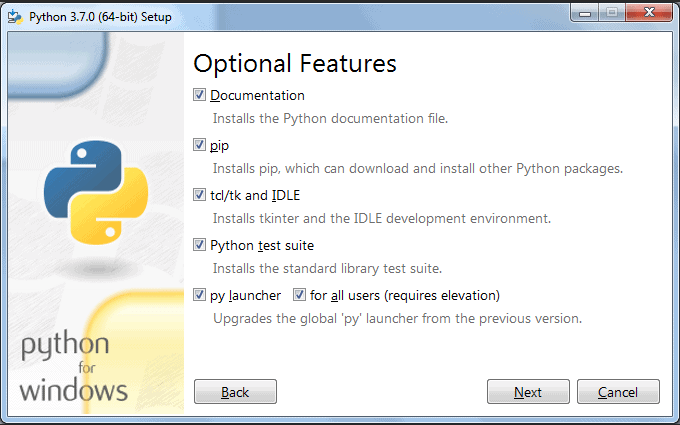 Python 3.7.0 (64-bit) Setup
Optional Features
Documentation
Installs the Python documentation file.
pip
Installs pip, which can download and install other Python packages.
tcl/tk and IDLE
Installs tkinter and the IDLE development environment.
Python test suite
Installs the standard library test suite.
py launcher for all users (requires elevation)
Upgrades the global 'py' launcher from the previous version.
python
for
windows
Back Next Cancel